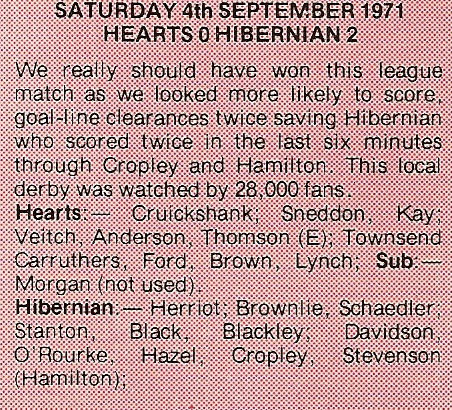 SATURDAY 4th SEPTEMBER 1971
HEARTS 0 HIBERNIAN 2
We really should have won this league
match as we looked more likely to score,
goal-line clearances twice saving Hibernian
who scored twice in the last six minutes
through Cropley and Hamilton. This local
derby was watched by 28,000 fans.
Hearts:— Cruickshank; Sneddon, Kay;
Veitch, Anderson, Thomson (E); Townsend
Carruthers, Ford, Brown, Lynch; Sub:—
Morgan (not used).
Hibernian:— Herriot; Brownlie, Schaedler;
Stanton, Black, Blackley; Davidson,
O'Rourke, Hazel, Cropley, Stevenson
(Hamilton);